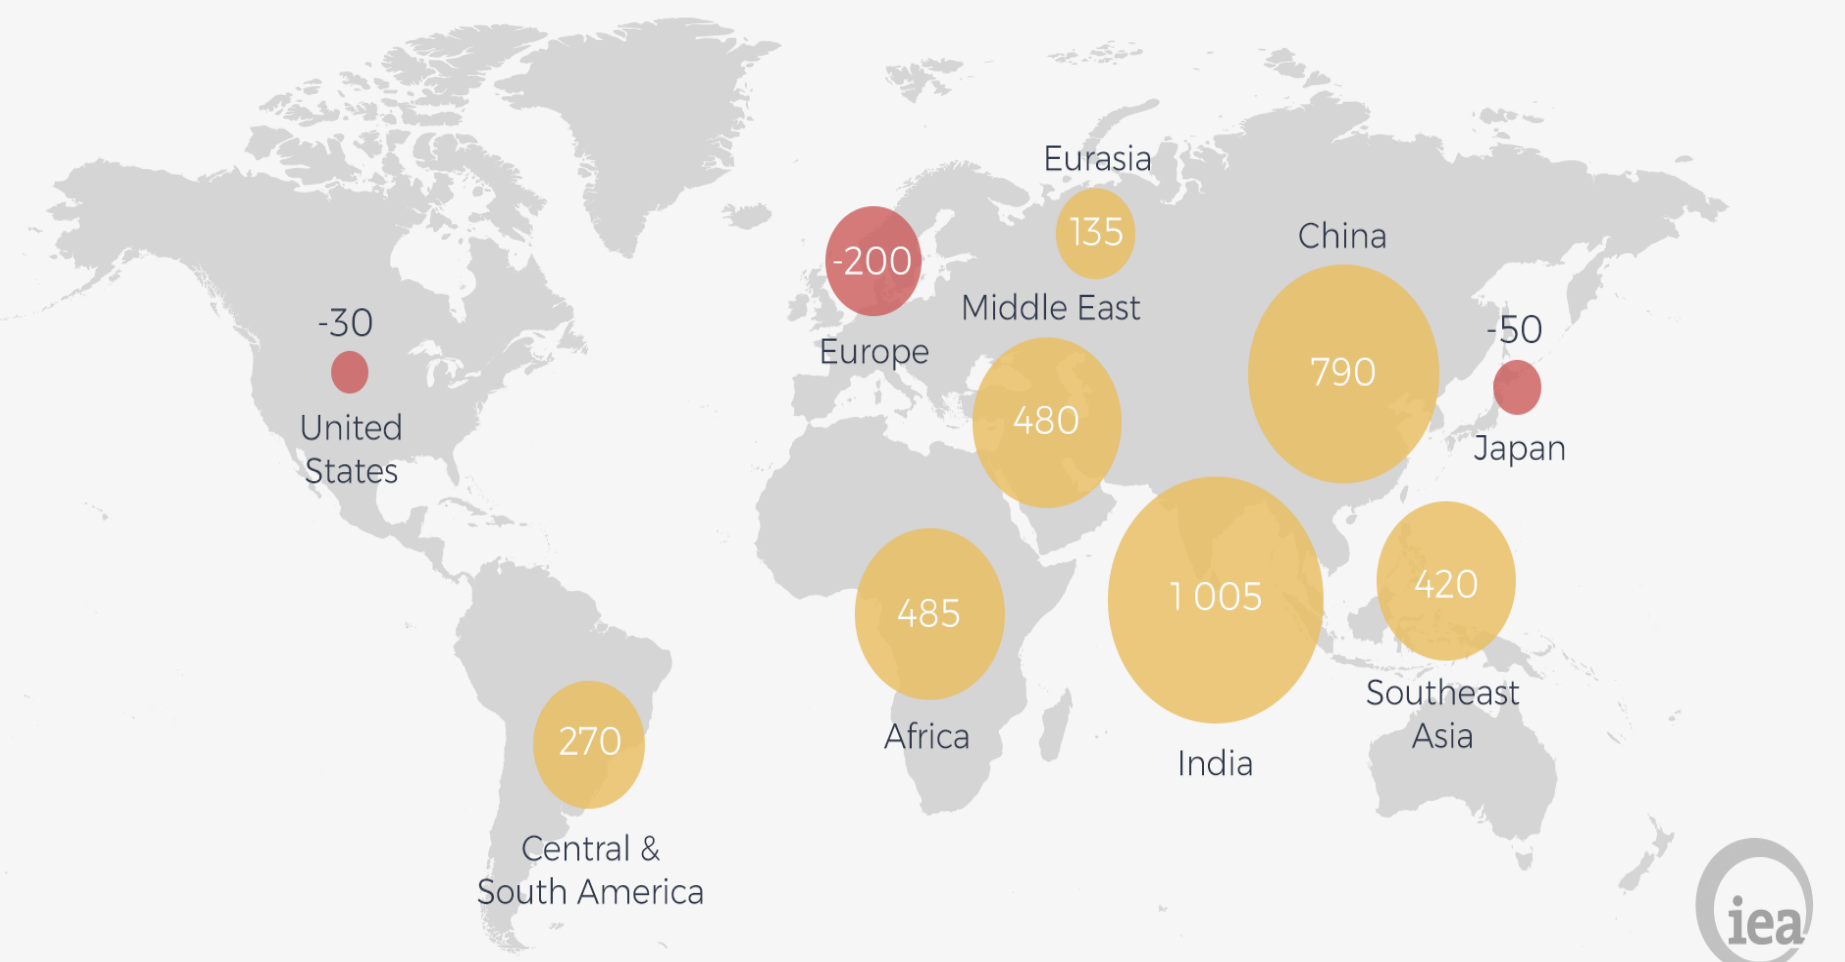 Eurasia
135
-200
China
Middle East
-30
-50
Europe
790
480
United
States
Japan
1 005
420
485
Southeast
Asia
270
Africa
India
Central &
South America
iea